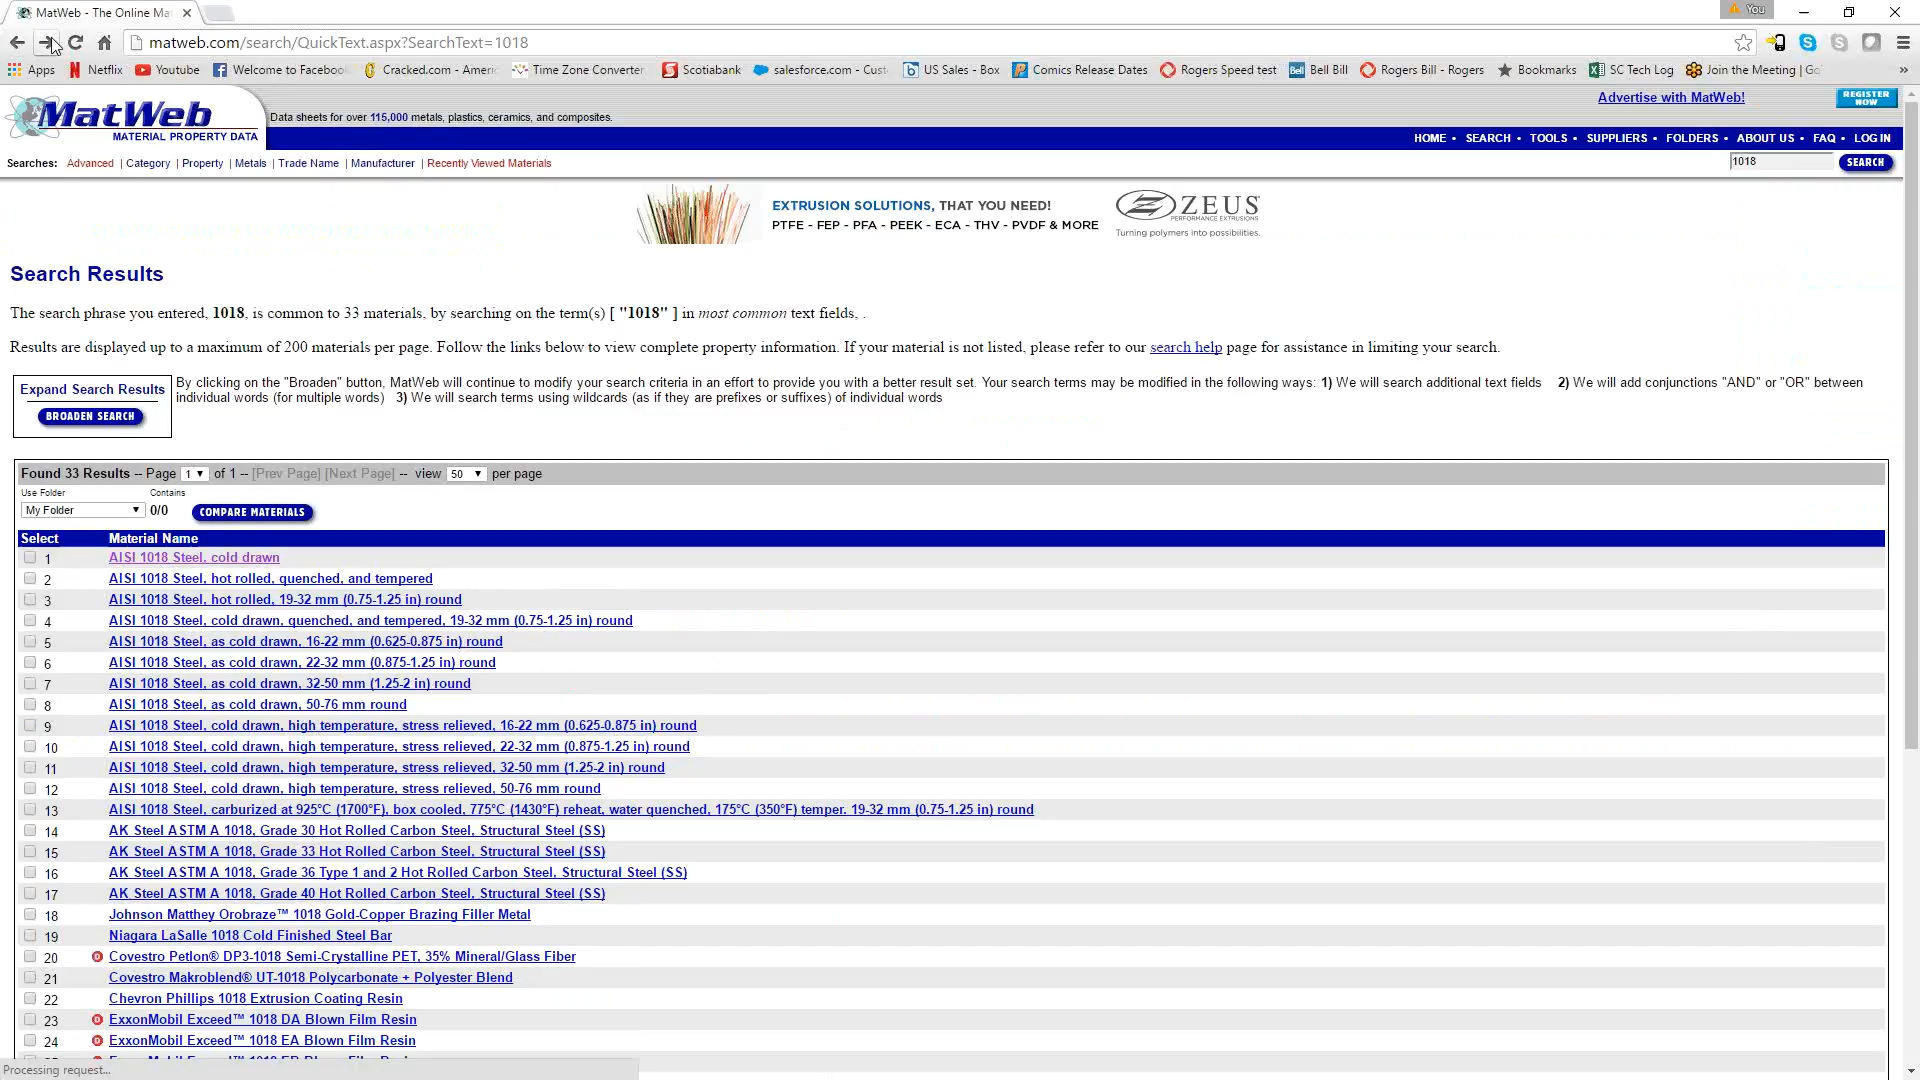 MatWeb - The Online Ma
You
matweb.com/search/QuickText.aspx?SearchText=1018
Apps Netflix Youtube Welcome to Facebook Cracked.com - Ameri Time Zone Converter Scotiabank salesforce.com - Cust US Sales - Box Comics Release Dates Rogers Speed test Bell Bill Rogers Bill - Rogers Bookmarks SC Tech Log Join the Meeting | Go
MatWeb
MATERIAL PROPERTY DATA
Data sheets for over 115,000 metals, plastics, ceramics, and composites.
Advertise with MatWeb!
REGISTER NOW
HOME • SEARCH • TOOLS • SUPPLIERS • FOLDERS • ABOUT US • FAQ • LOG IN
Searches: Advanced | Category | Property | Metals | Trade Name | Manufacturer | Recently Viewed Materials
1018 SEARCH
EXTRUSION SOLUTIONS, THAT YOU NEED!
PTFE - FEP - PFA - PEEK - ECA - THV - PVDF & MORE
ZEUS
PERFORMANCE EXTRUSIONS
Turning polymers into possibilities.
Search Results
The search phrase you entered, 1018, is common to 33 materials, by searching on the term(s) [ "1018" ] in most common text fields, .
Results are displayed up to a maximum of 200 materials per page. Follow the links below to view complete property information. If your material is not listed, please refer to our search help page for assistance in limiting your search.
Expand Search Results
BROADEN SEARCH
By clicking on the "Broaden" button, MatWeb will continue to modify your search criteria in an effort to provide you with a better result set. Your search terms may be modified in the following ways: 1) We will search additional text fields 2) We will add conjunctions "AND" or "OR" between
individual words (for multiple words) 3) We will search terms using wildcards (as if they are prefixes or suffixes) of individual words
Found 33 Results -- Page 1 of 1 -- [Prev Page] [Next Page] -- view 50 per page
Use Folder Contains
My Folder 0/0 COMPARE MATERIALS
Select Material Name
1 AISI 1018 Steel, cold drawn
2 AISI 1018 Steel, hot rolled, quenched, and tempered
3 AISI 1018 Steel, hot rolled, 19-32 mm (0.75-1.25 in) round
4 AISI 1018 Steel, cold drawn, quenched, and tempered, 19-32 mm (0.75-1.25 in) round
5 AISI 1018 Steel, as cold drawn, 16-22 mm (0.625-0.875 in) round
6 AISI 1018 Steel, as cold drawn, 22-32 mm (0.875-1.25 in) round
7 AISI 1018 Steel, as cold drawn, 32-50 mm (1.25-2 in) round
8 AISI 1018 Steel, as cold drawn, 50-76 mm round
9 AISI 1018 Steel, cold drawn, high temperature, stress relieved, 16-22 mm (0.625-0.875 in) round
10 AISI 1018 Steel, cold drawn, high temperature, stress relieved, 22-32 mm (0.875-1.25 in) round
11 AISI 1018 Steel, cold drawn, high temperature, stress relieved, 32-50 mm (1.25-2 in) round
12 AISI 1018 Steel, cold drawn, high temperature, stress relieved, 50-76 mm round
13 AISI 1018 Steel, carburized at 925°C (1700°F), box cooled, 775°C (1430°F) reheat, water quenched, 175°C (350°F) temper. 19-32 mm (0.75-1.25 in) round
14 AK Steel ASTM A 1018, Grade 30 Hot Rolled Carbon Steel, Structural Steel (SS)
15 AK Steel ASTM A 1018, Grade 33 Hot Rolled Carbon Steel, Structural Steel (SS)
16 AK Steel ASTM A 1018, Grade 36 Type 1 and 2 Hot Rolled Carbon Steel, Structural Steel (SS)
17 AK Steel ASTM A 1018, Grade 40 Hot Rolled Carbon Steel, Structural Steel (SS)
18 Johnson Matthey Orobraze™ 1018 Gold-Copper Brazing Filler Metal
19 Niagara LaSalle 1018 Cold Finished Steel Bar
20 Covestro Petlon® DP3-1018 Semi-Crystalline PET, 35% Mineral/Glass Fiber
21 Covestro Makroblend® UT-1018 Polycarbonate + Polyester Blend
22 Chevron Phillips 1018 Extrusion Coating Resin
23 ExxonMobil Exceed™ 1018 DA Blown Film Resin
24 ExxonMobil Exceed™ 1018 EA Blown Film Resin
Processing request...